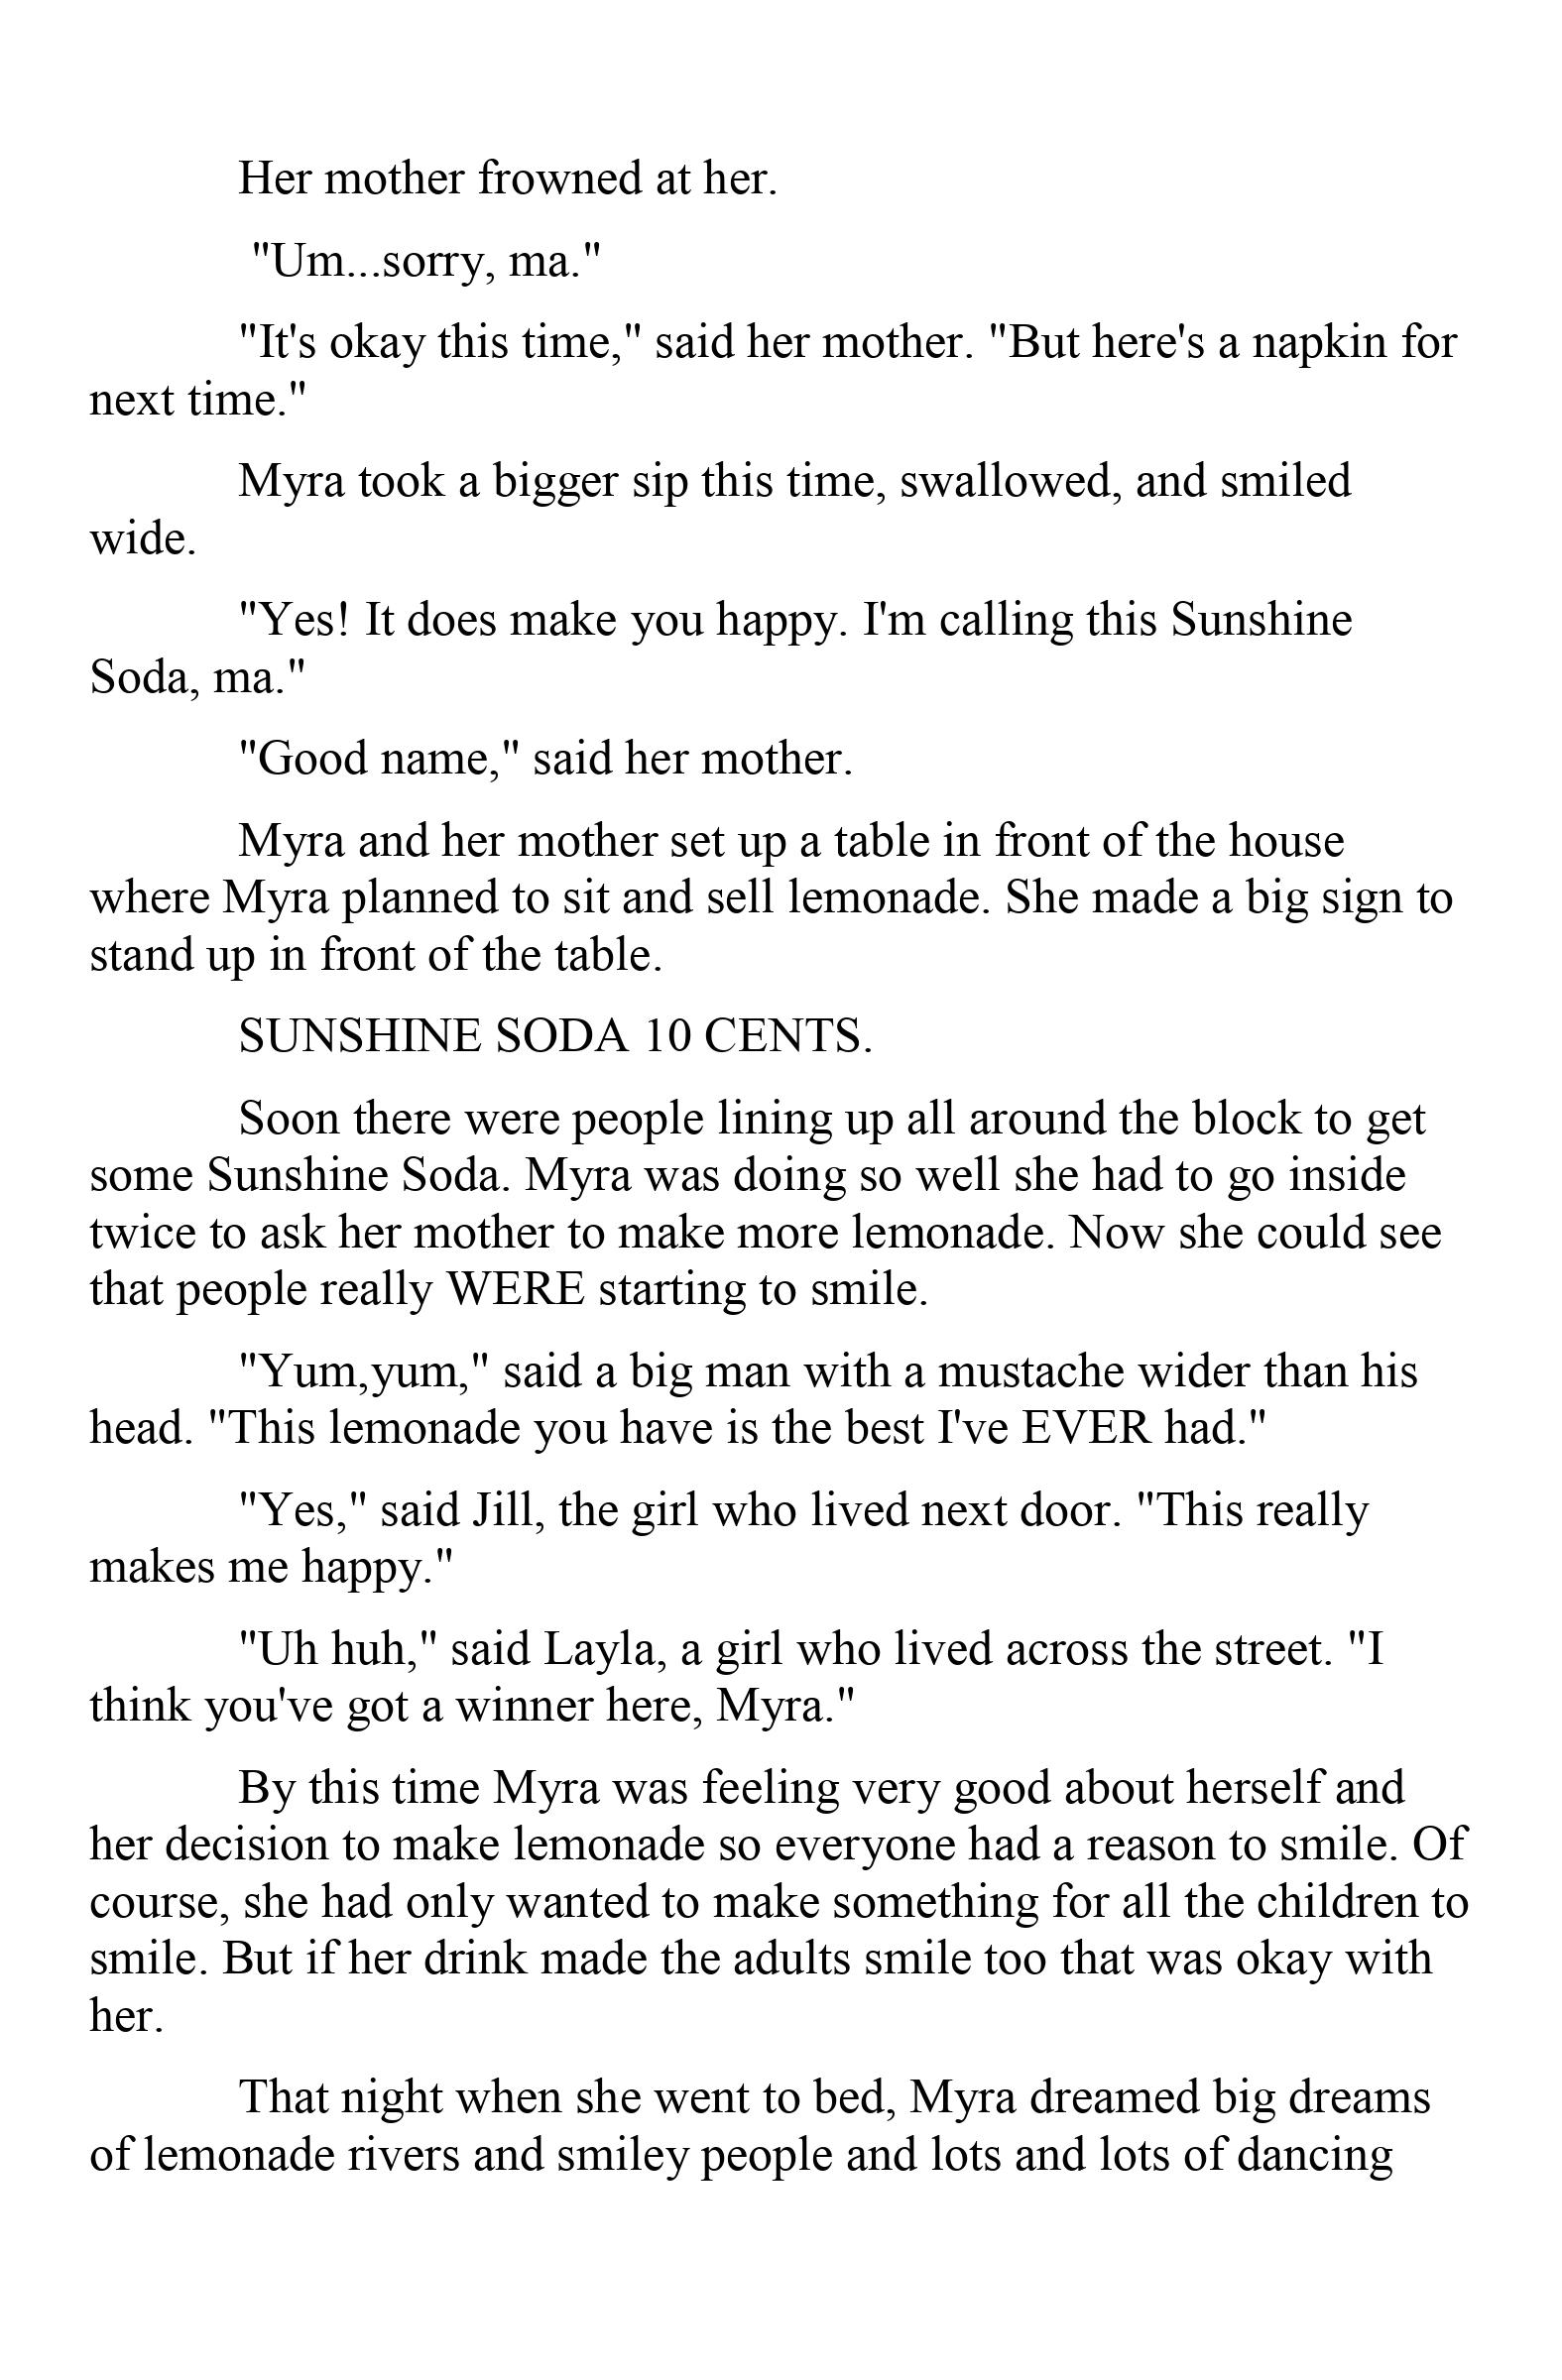 Her mother frowned at her.
"Um...sorry, ma."
"It's okay this time," said her mother. "But here's a napkin for
next time."
Myra took a bigger sip this time, swallowed, and smiled
wide.
"Yes! It does make you happy. I'm calling this Sunshine
Soda, ma."
"Good name," said her mother.
Myra and her mother set up a table in front of the house
where Myra planned to sit and sell lemonade. She made a big sign to
stand up in front of the table.
SUNSHINE SODA 10 CENTS.
Soon there were people lining up all around the block to get
some Sunshine Soda. Myra was doing so well she had to go inside
twice to ask her mother to make more lemonade. Now she could see
that people really WERE starting to smile.
"Yum,yum," said a big man with a mustache wider than his
head. "This lemonade you have is the best I've EVER had."
"Yes," said Jill, the girl who lived next door. "This really
makes me happy."
"Uh huh," said Layla, a girl who lived across the street. "I
think you've got a winner here, Myra."
By this time Myra was feeling very good about herself and
her decision to make lemonade so everyone had a reason to smile. Of
course, she had only wanted to make something for all the children to
smile. But if her drink made the adults smile too that was okay with
her.
That night when she went to bed, Myra dreamed big dreams
of lemonade rivers and smiley people and lots and lots of dancing